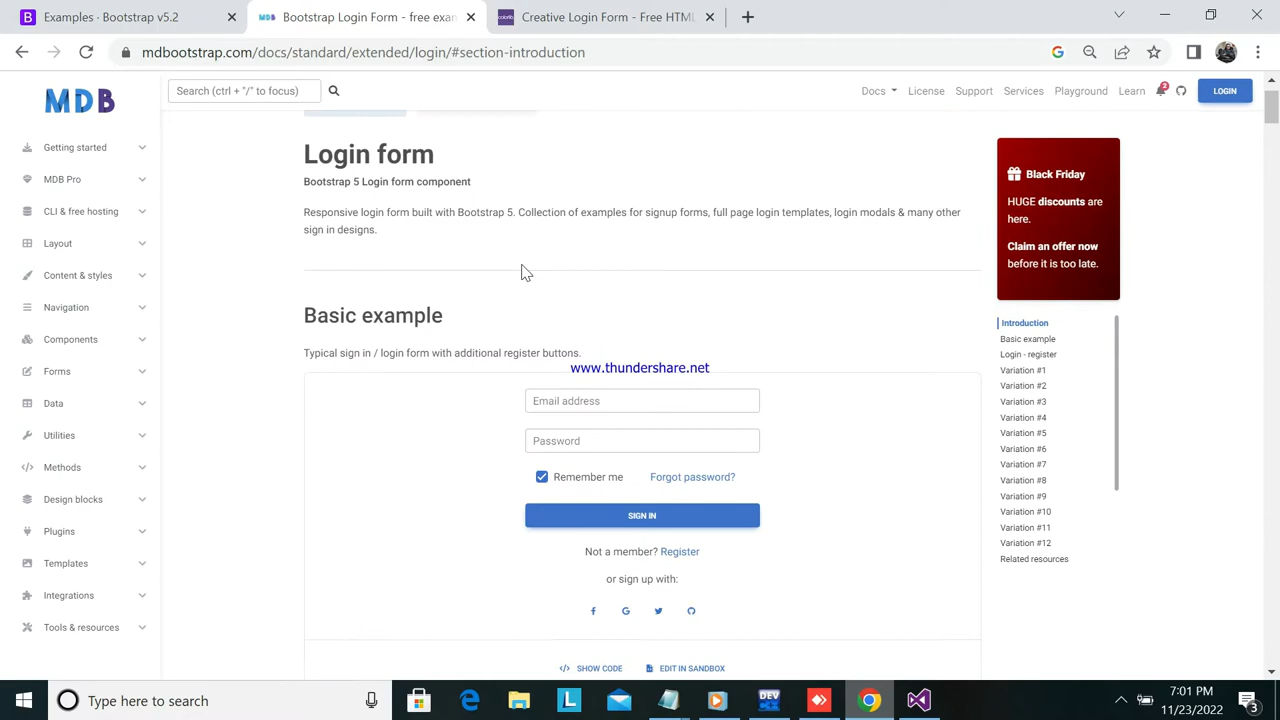 Examples · Bootstrap v5.2
Bootstrap Login Form - free exam
Creative Login Form - Free HTML
mdbootstrap.com/docs/standard/extended/login/#section-introduction
MDB
Search (ctrl + "/" to focus)
Docs
License
Support
Services
Playground
Learn
2
LOGIN
Getting started
MDB Pro
CLI & free hosting
Layout
Content & styles
Navigation
Components
Forms
Data
Utilities
Methods
Design blocks
Plugins
Templates
Integrations
Tools & resources
Login form
Bootstrap 5 Login form component
Responsive login form built with Bootstrap 5. Collection of examples for signup forms, full page login templates, login modals & many other
sign in designs.
Basic example
Typical sign in / login form with additional register buttons.
www.thundershare.net
Email address
Password
Remember me
Forgot password?
SIGN IN
Not a member? Register
or sign up with:
SHOW CODE
EDIT IN SANDBOX
Black Friday
HUGE discounts are
here.
Claim an offer now
before it is too late.
Introduction
Basic example
Login - register
Variation #1
Variation #2
Variation #3
Variation #4
Variation #5
Variation #6
Variation #7
Variation #8
Variation #9
Variation #10
Variation #11
Variation #12
Related resources
Type here to search
L
DEV
7:01 PM
11/23/2022
3